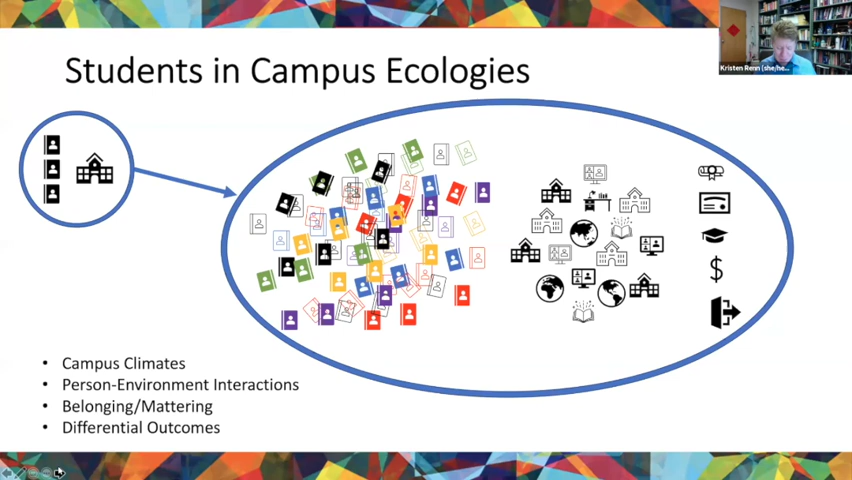 Kristen Renn (she/he...
Students in Campus Ecologies
$
• Campus Climates
• Person-Environment Interactions
• Belonging/Mattering
• Differential Outcomes